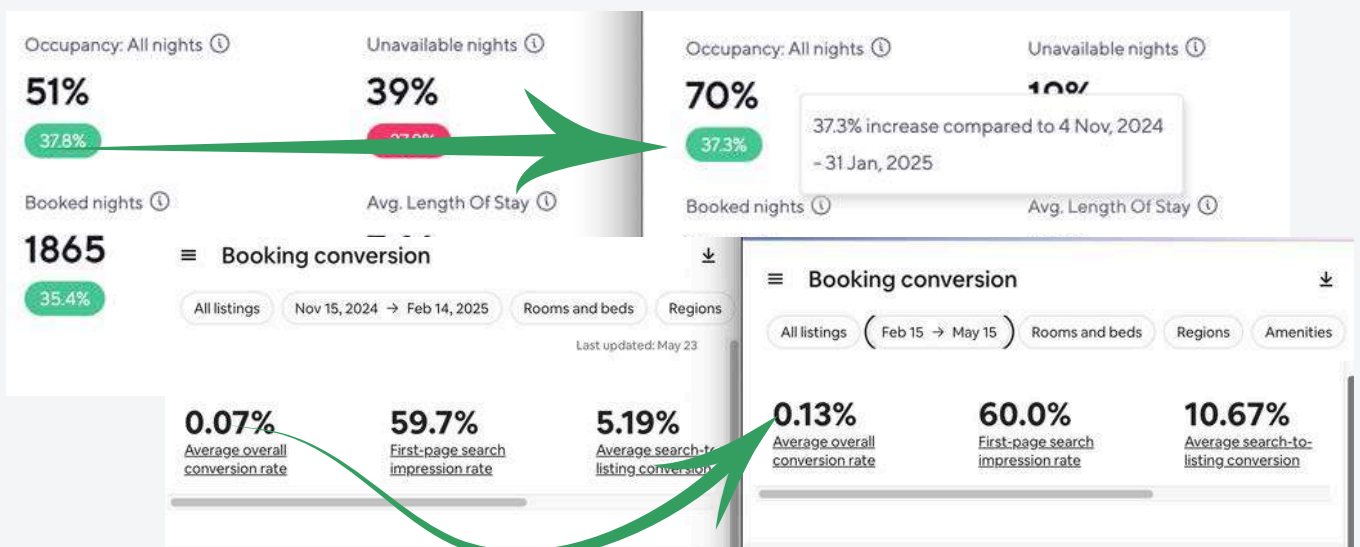 Occupancy: All nights
Unavailable nights
51%
39%
37.8%
Booked nights
Avg. Length Of Stay
1865
35.4%
Occupancy: All nights
Unavailable nights
70%
37.3%
37.3% increase compared to 4 Nov, 2024
- 31 Jan, 2025
Booked nights
Avg. Length Of Stay
Booking conversion
All listings
Nov 15, 2024 → Feb 14, 2025
Rooms and beds
Regions
Last updated: May 23
0.07%
59.7%
5.19%
Average overall
conversion rate
First-page search
impression rate
Average search-to-
listing conversion
Booking conversion
All listings
Feb 15 → May 15
Rooms and beds
Regions
Amenities
0.13%
60.0%
10.67%
Average overall
conversion rate
First-page search
impression rate
Average search-to-
listing conversion